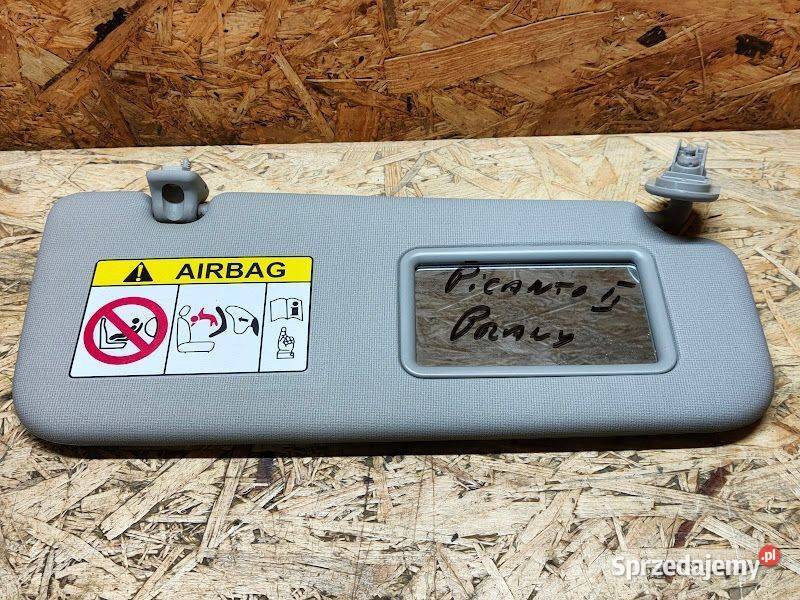 AIRBAG
Picanto II
Prawy
Sprzedajemy.pl